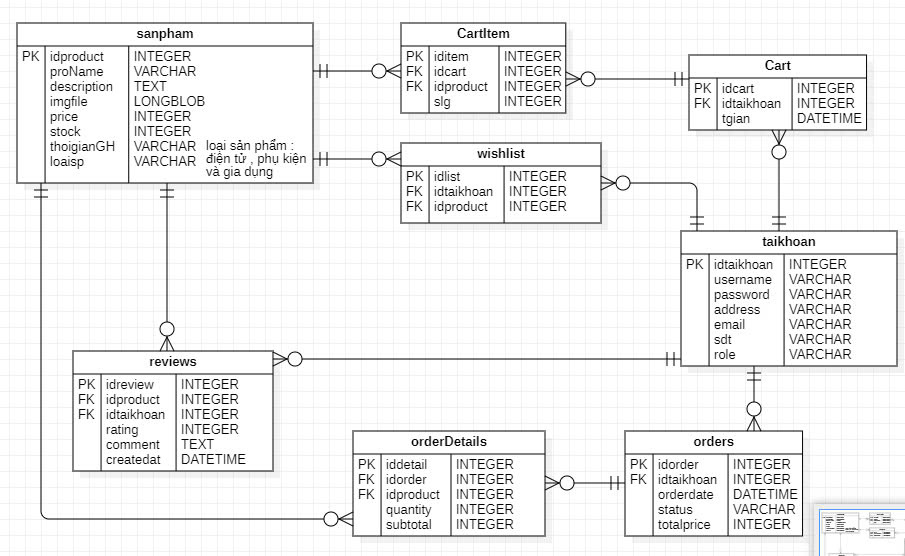 sanpham
PK idproduct INTEGER
proName VARCHAR
description TEXT
imgfile LONGBLOB
price INTEGER
stock INTEGER
thoigianGH VARCHAR
loaisp VARCHAR
loại sản phẩm :
điện tử , phụ kiện
và gia dụng
CartItem
PK iditem INTEGER
FK idcart INTEGER
FK idproduct INTEGER
slg INTEGER
Cart
PK idcart INTEGER
FK idtaikhoan INTEGER
tgian DATETIME
wishlist
PK idlist INTEGER
FK idtaikhoan INTEGER
FK idproduct INTEGER
taikhoan
PK idtaikhoan INTEGER
username VARCHAR
password VARCHAR
address VARCHAR
email VARCHAR
sdt VARCHAR
role VARCHAR
reviews
PK idreview INTEGER
FK idproduct INTEGER
FK idtaikhoan INTEGER
rating INTEGER
comment TEXT
createdat DATETIME
orderDetails
PK iddetail INTEGER
FK idorder INTEGER
FK idproduct INTEGER
quantity INTEGER
subtotal INTEGER
orders
PK idorder INTEGER
FK idtaikhoan INTEGER
orderdate DATETIME
status VARCHAR
totalprice INTEGER